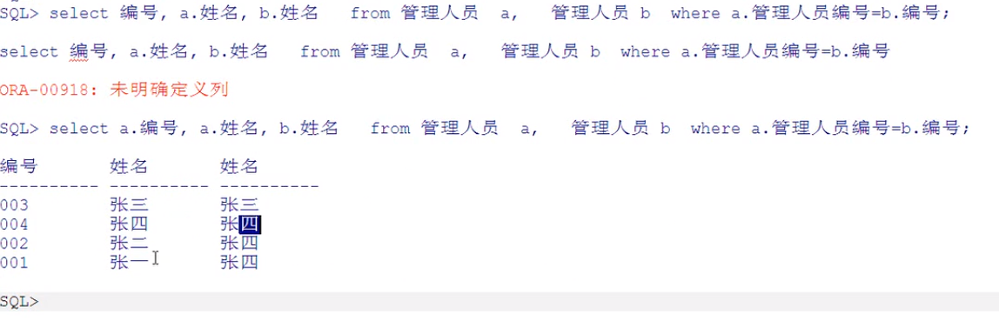 SQL> select 编号, a.姓名, b.姓名   from 管理人员  a,   管理人员 b  where a.管理人员编号=b.编号;
select 编号, a.姓名, b.姓名   from 管理人员  a,   管理人员 b  where a.管理人员编号=b.编号
ORA-00918: 未明确定义列
SQL> select a.编号, a.姓名, b.姓名   from 管理人员  a,   管理人员 b  where a.管理人员编号=b.编号;
编号       姓名       姓名
---------- ---------- ----------
003        张三       张三
004        张四       张四
002        张二       张四
001        张一       张四
SQL>